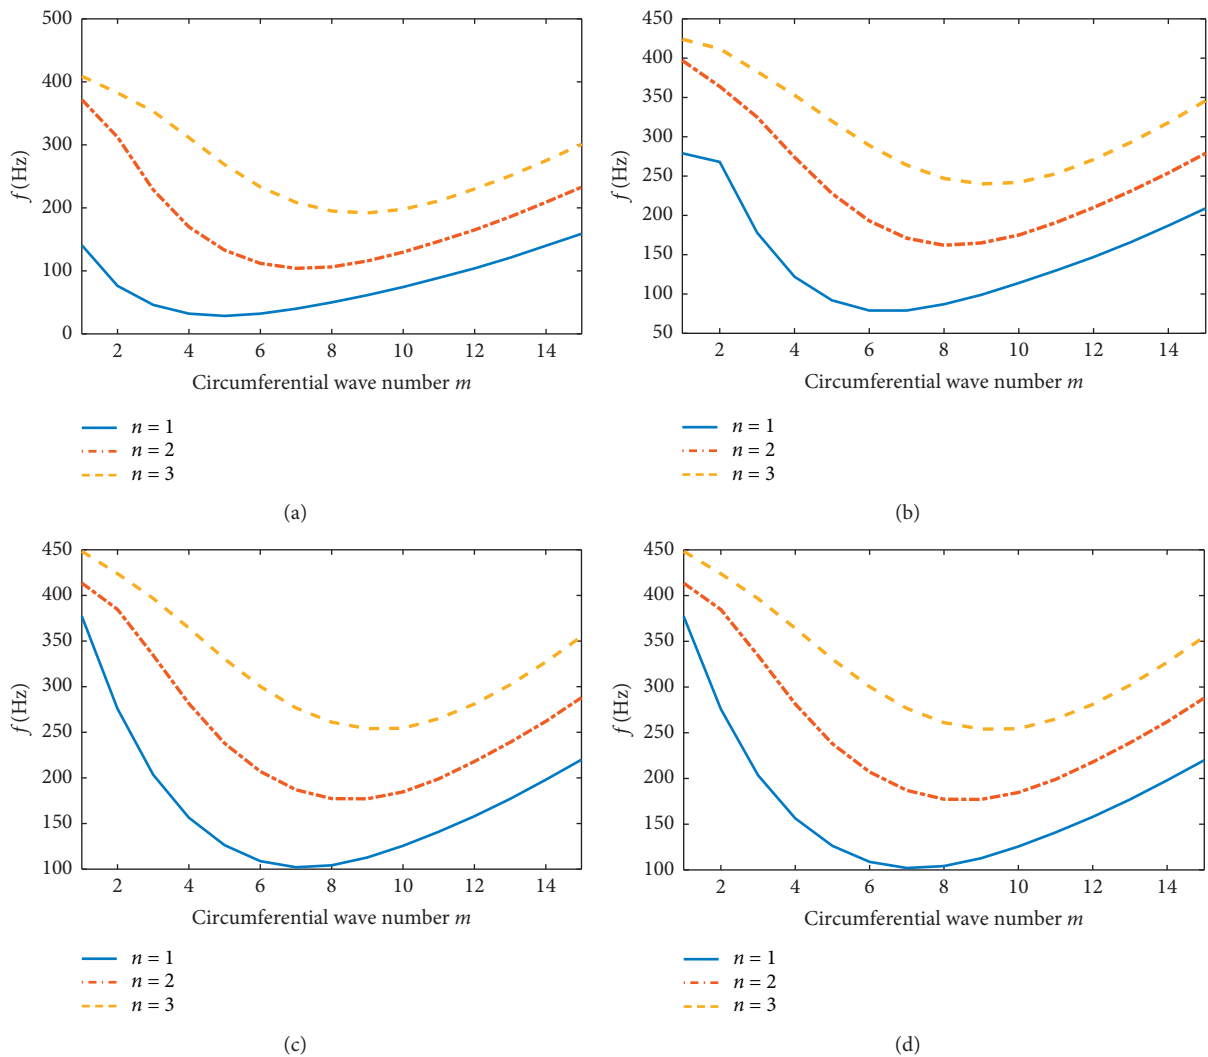 500
400
300
200
100
0
f (Hz)
2 4 6 8 10 12 14
Circumferential wave number m
n = 1
n = 2
n = 3
(a)
450
400
350
300
250
200
150
100
50
f (Hz)
2 4 6 8 10 12 14
Circumferential wave number m
n = 1
n = 2
n = 3
(b)
450
400
350
300
250
200
150
100
f (Hz)
2 4 6 8 10 12 14
Circumferential wave number m
n = 1
n = 2
n = 3
(c)
450
400
350
300
250
200
150
100
f (Hz)
2 4 6 8 10 12 14
Circumferential wave number m
n = 1
n = 2
n = 3
(d)